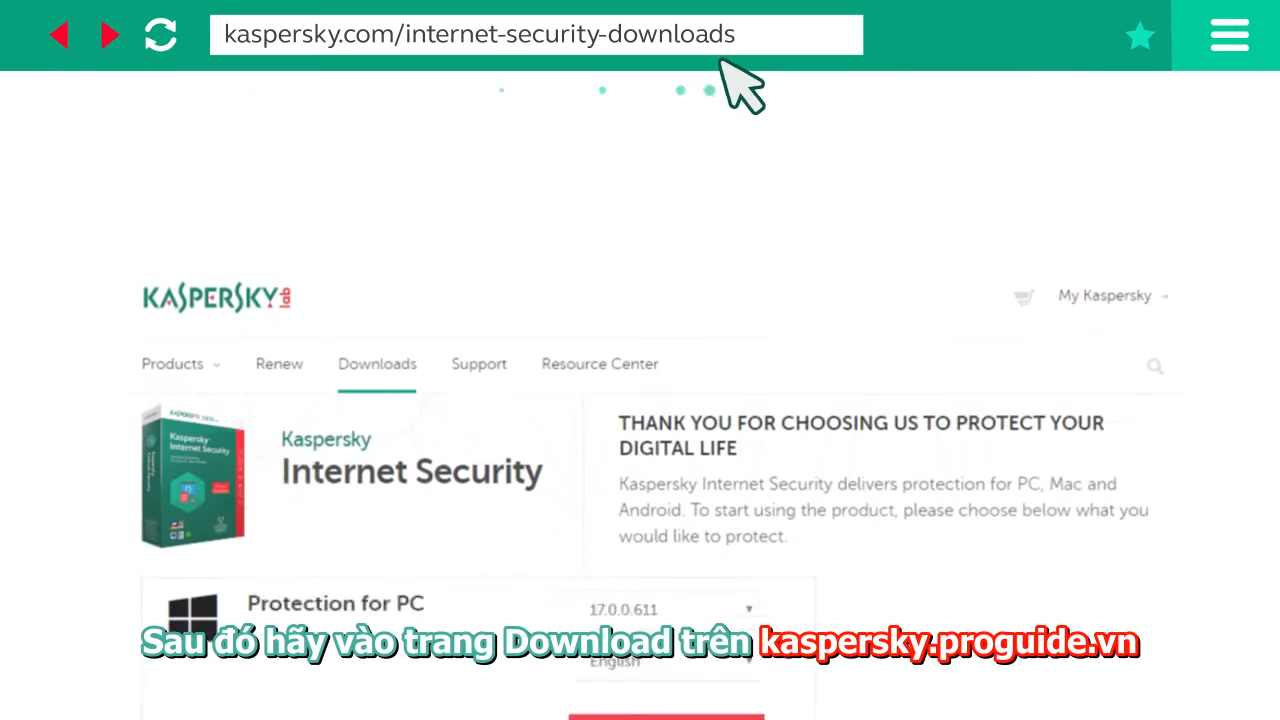 kaspersky.com/internet-security-downloads
KASPERSKY lab
My Kaspersky
Products
Renew
Downloads
Support
Resource Center
Kaspersky
Internet Security
Kaspersky
Internet Security
THANK YOU FOR CHOOSING US TO PROTECT YOUR
DIGITAL LIFE
Kaspersky Internet Security delivers protection for PC, Mac and
Android. To start using the product, please choose below what you
would like to protect.
Protection for PC
17.0.0.611
Sau đó hãy vào trang Download trên kaspersky.proguide.vn
English